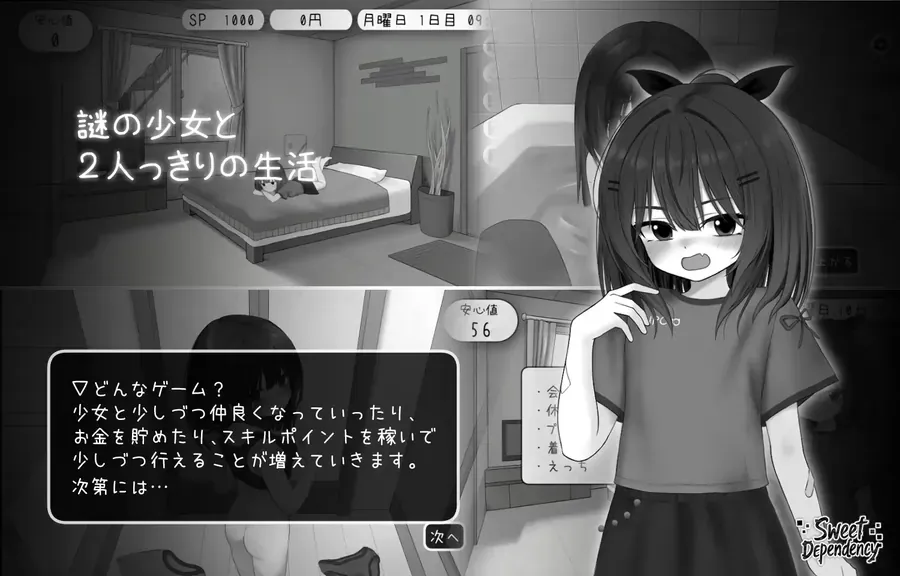 安心値
0
SP 1000
0円
月曜日 1日目 09
謎の少女と
2人っきりの生活
安心値
56
▽どんなゲーム？
少女と少しづつ仲良くなっていったり、
お金を貯めたり、スキルポイントを稼いで
少しづつ行えることが増えていきます。
次第には…
・会
・休
・プ
・着
・えっち
次へ
Sweet
Dependency